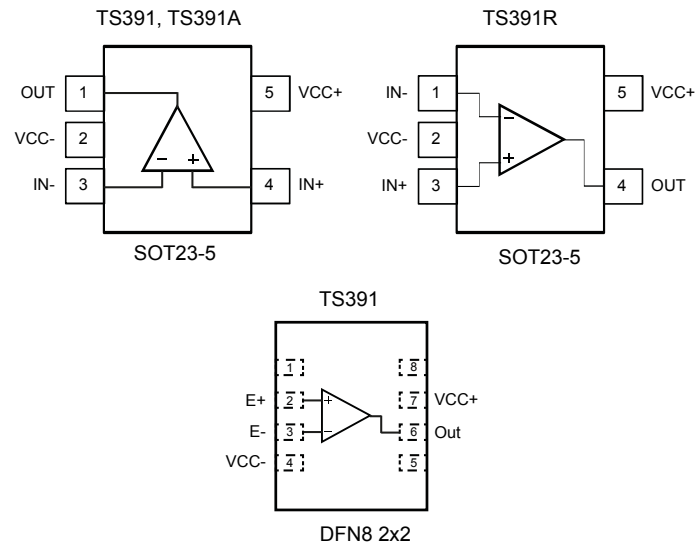 TS391, TS391A
OUT 1 5 VCC+
VCC- 2
- +
IN- 3 4 IN+
SOT23-5
TS391R
IN- 1 5 VCC+
-
VCC- 2
+
IN+ 3 4 OUT
SOT23-5
TS391
1 8
E+ 2 + 7 VCC+
E- 3 - 6 Out
VCC- 4 5
DFN8 2x2